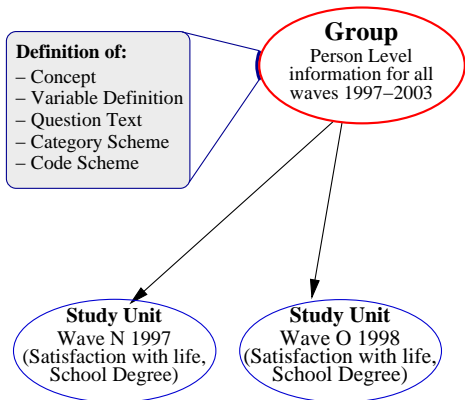 Definition of:
– Concept
– Variable Definition
– Question Text
– Category Scheme
– Code Scheme
Group
Person Level
information for all
waves 1997–2003
Study Unit
Wave N 1997
(Satisfaction with life,
School Degree)
Study Unit
Wave O 1998
(Satisfaction with life,
School Degree)